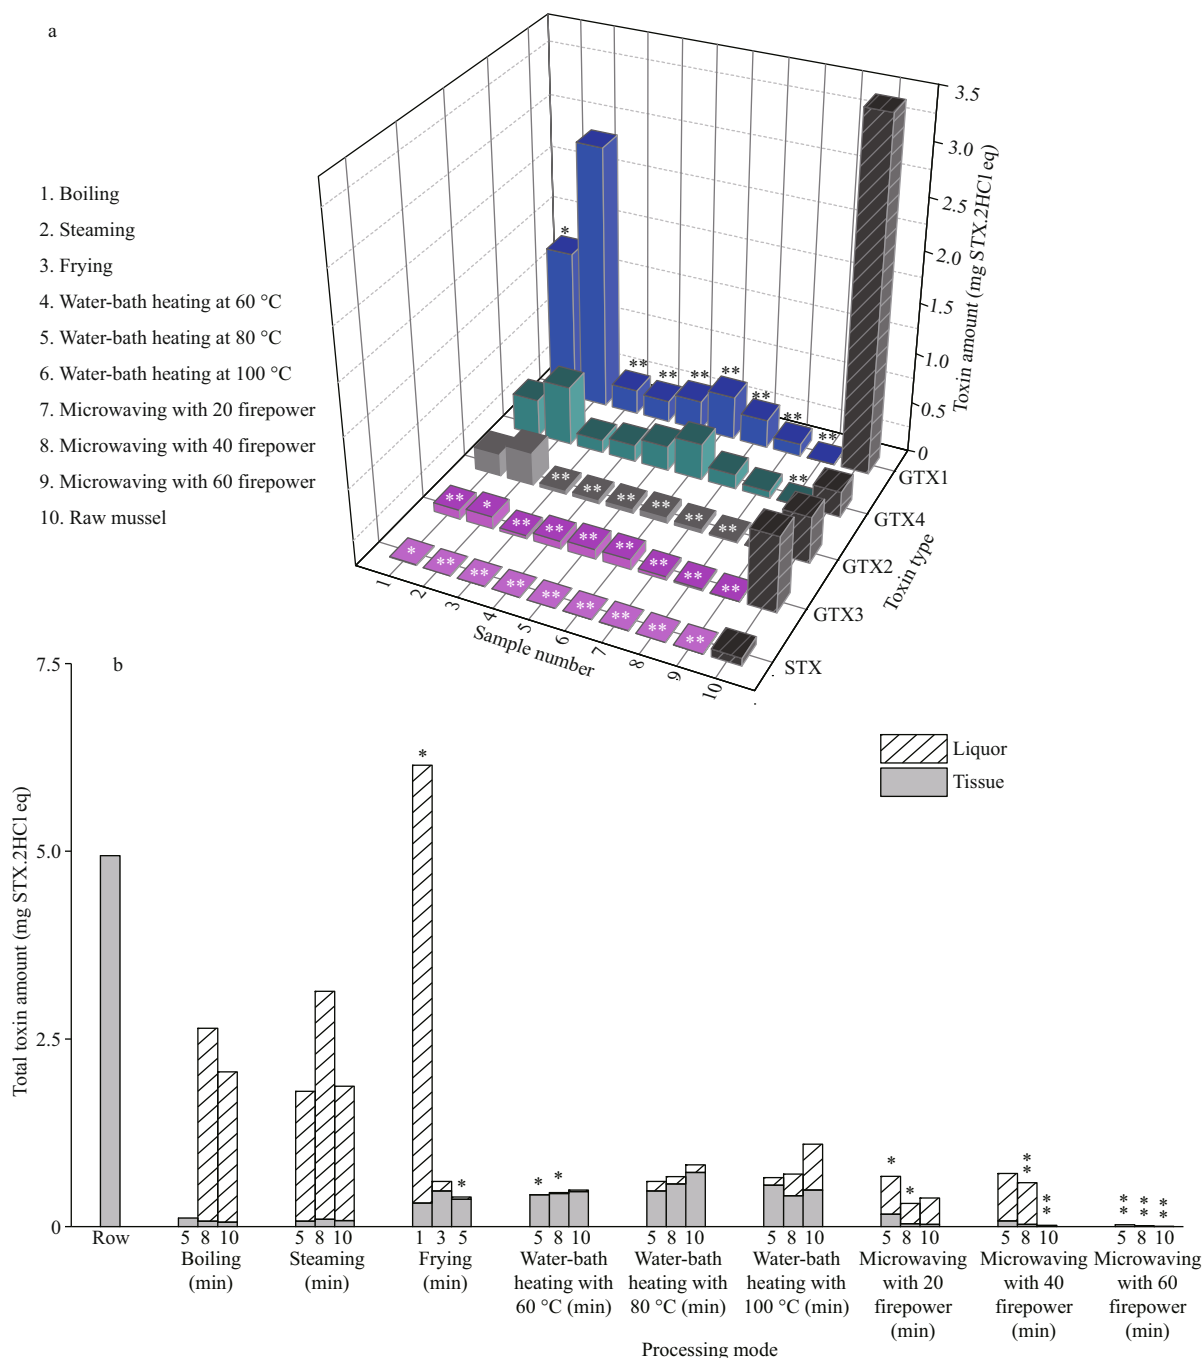 a
1. Boiling
2. Steaming
3. Frying
4. Water-bath heating at 60 °C
5. Water-bath heating at 80 °C
6. Water-bath heating at 100 °C
7. Microwaving with 20 firepower
8. Microwaving with 40 firepower
9. Microwaving with 60 firepower
10. Raw mussel
3.5
3.0
2.5
2.0
1.5
1.0
0.5
0
Toxin amount (mg STX.2HCl eq)
GTX1
GTX4
GTX2
GTX3
STX
Toxin type
1 2 3 4 5 6 7 8 9 10
Sample number
* ** ** ** ** ** ** **
**
** ** ** ** ** **
** * ** ** ** ** ** ** **
* ** ** ** ** ** ** ** **
b
7.5
5.0
2.5
0
Total toxin amount (mg STX.2HCl eq)
Liquor
Tissue
* * * * * * ** ** ** ** **
Row 5 8 10 5 8 10 1 3 5 5 8 10 5 8 10 5 8 10 5 8 10 5 8 10 5 8 10
Boiling Steaming Frying Water-bath Water-bath Water-bath Microwaving Microwaving Microwaving
(min) (min) (min) heating with heating with heating with with 20 with 40 with 60
60 °C (min) 80 °C (min) 100 °C (min) firepower firepower firepower
(min) (min) (min)
Processing mode